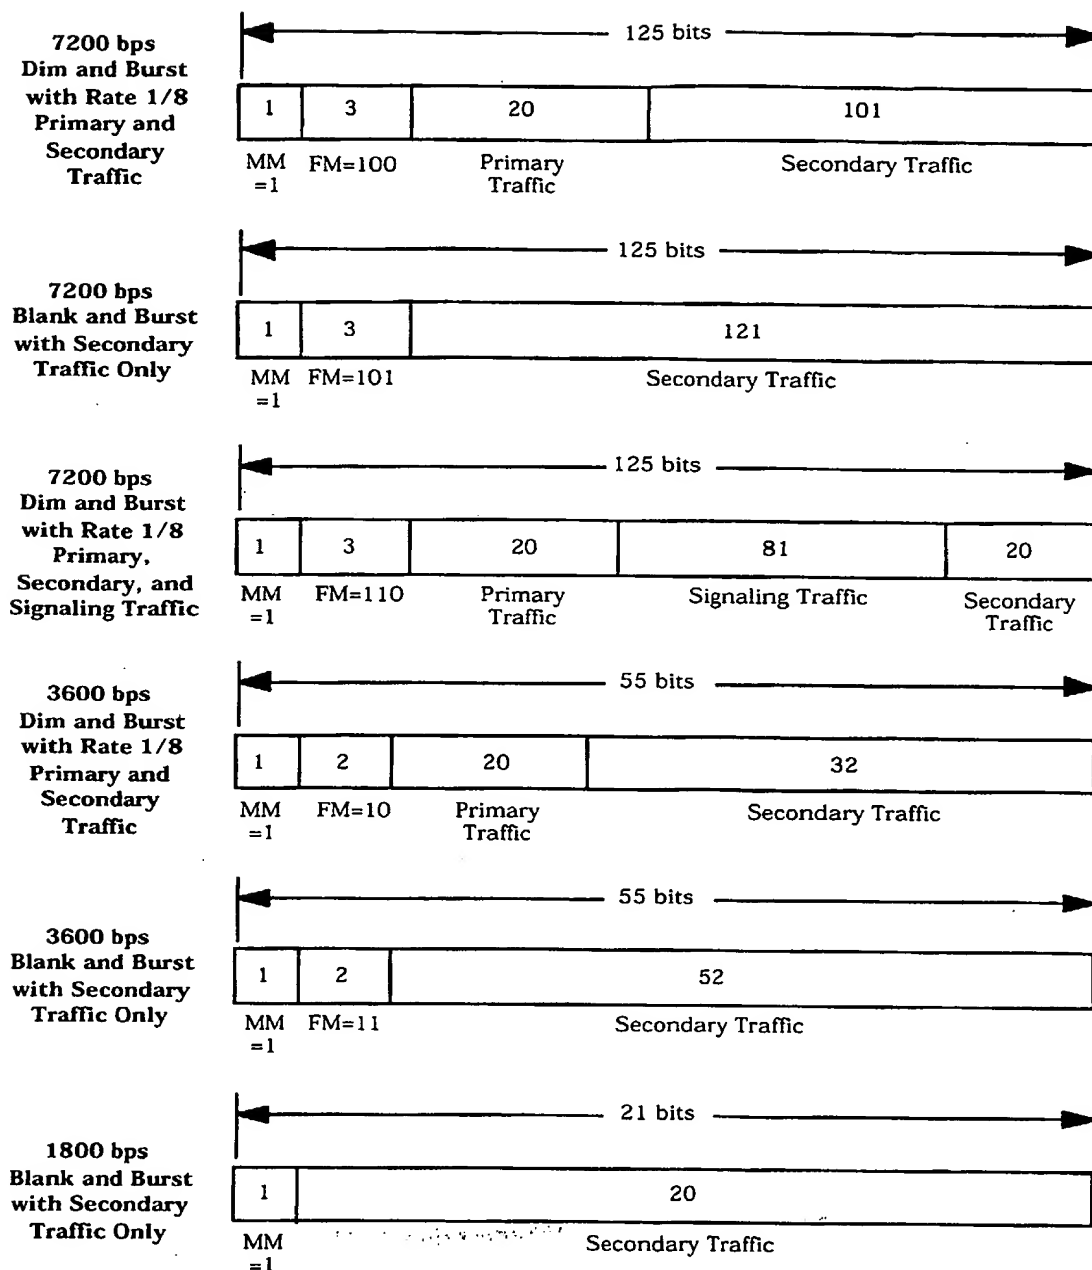 125 bits
7200 bps
Dim and Burst
with Rate 1/8
Primary and
Secondary
Traffic
1 3 20 101
MM
=1
FM=100
Primary
Traffic
Secondary Traffic
125 bits
7200 bps
Blank and Burst
with Secondary
Traffic Only
1 3 121
MM
=1
FM=101
Secondary Traffic
125 bits
7200 bps
Dim and Burst
with Rate 1/8
Primary,
Secondary, and
Signaling Traffic
1 3 20 81 20
MM
=1
FM=110
Primary
Traffic
Signaling Traffic
Secondary
Traffic
55 bits
3600 bps
Dim and Burst
with Rate 1/8
Primary and
Secondary
Traffic
1 2 20 32
MM
=1
FM=10
Primary
Traffic
Secondary Traffic
55 bits
3600 bps
Blank and Burst
with Secondary
Traffic Only
1 2 52
MM
=1
FM=11
Secondary Traffic
21 bits
1800 bps
Blank and Burst
with Secondary
Traffic Only
1 20
MM
=1
Secondary Traffic